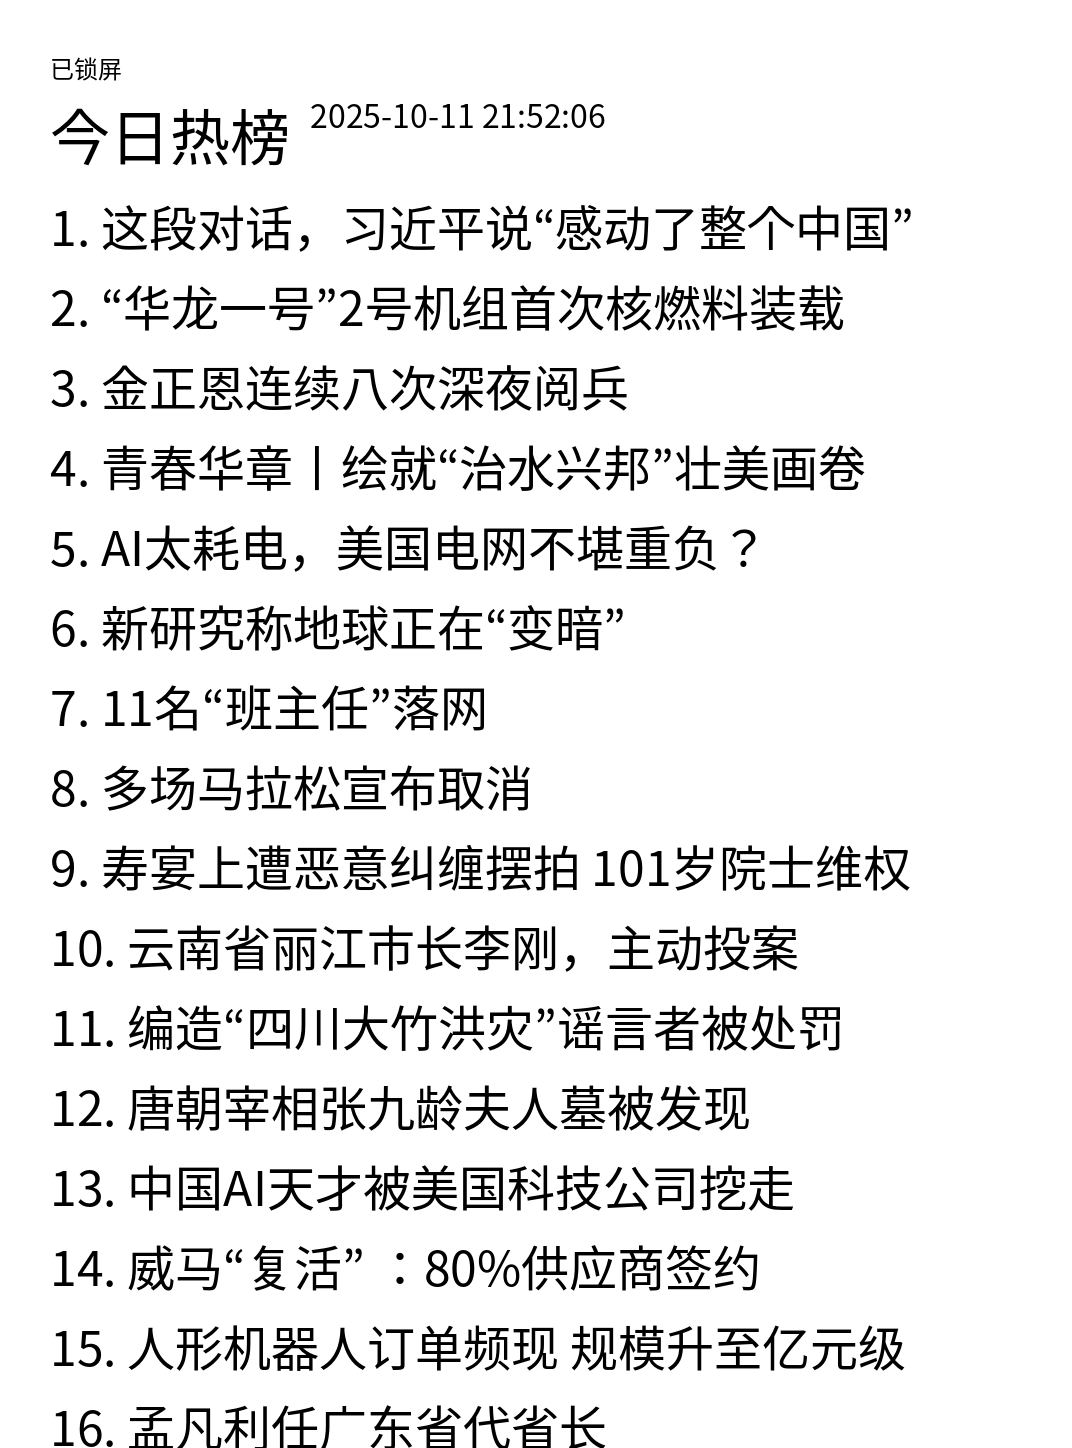 已锁屏
今日热榜 2025-10-11 21:52:06
1. 这段对话，习近平说“感动了整个中国”
2. “华龙一号”2号机组首次核燃料装载
3. 金正恩连续八次深夜阅兵
4. 青春华章丨绘就“治水兴邦”壮美画卷
5. AI太耗电，美国电网不堪重负？
6. 新研究称地球正在“变暗”
7. 11名“班主任”落网
8. 多场马拉松宣布取消
9. 寿宴上遭恶意纠缠摆拍 101岁院士维权
10. 云南省丽江市长李刚，主动投案
11. 编造“四川大竹洪灾”谣言者被处罚
12. 唐朝宰相张九龄夫人墓被发现
13. 中国AI天才被美国科技公司挖走
14. 威马“复活” ：80%供应商签约
15. 人形机器人订单频现 规模升至亿元级
16. 孟凡利任广东省代省长